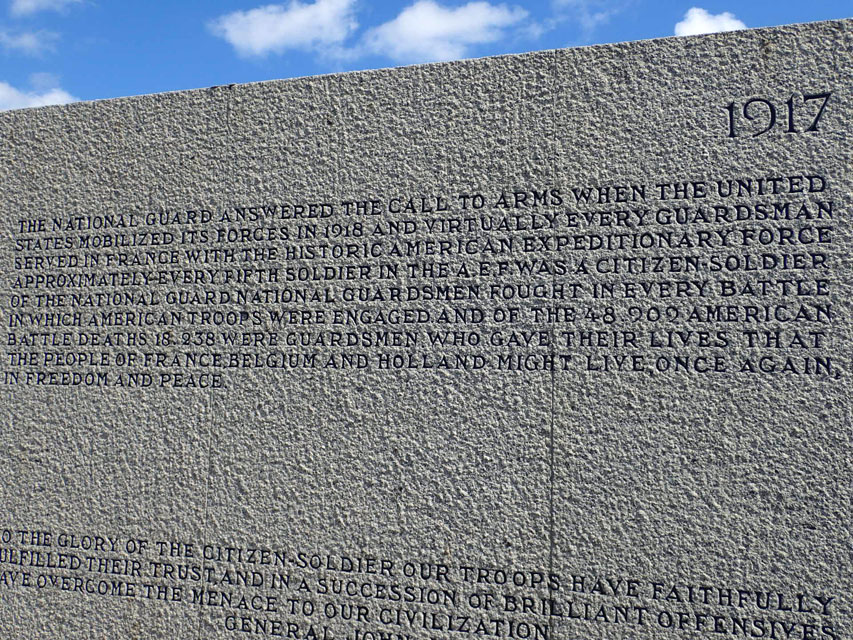 1917
THE NATIONAL GUARD ANSWERED THE CALL TO ARMS WHEN THE UNITED
STATES MOBILIZED ITS FORCES IN 1918 AND VIRTUALLY EVERY GUARDSMAN
SERVED IN FRANCE WITH THE HISTORIC AMERICAN EXPEDITIONARY FORCE
APPROXIMATELY EVERY FIFTH SOLDIER IN THE A.E.F. WAS A CITIZEN-SOLDIER
OF THE NATIONAL GUARD. NATIONAL GUARDSMEN FOUGHT IN EVERY BATTLE
IN WHICH AMERICAN TROOPS WERE ENGAGED AND OF THE 48,909 AMERICAN
BATTLE DEATHS 18,238 WERE GUARDSMEN WHO GAVE THEIR LIVES THAT
THE PEOPLE OF FRANCE, BELGIUM AND HOLLAND MIGHT LIVE, ONCE AGAIN,
IN FREEDOM AND PEACE.
O THE GLORY OF THE CITIZEN-SOLDIER OUR TROOPS HAVE FAITHFULLY
ULFILLED THEIR TRUST AND IN A SUCCESSION OF BRILLIANT OFFENSIVES
AVE OVERCOME THE MENACE TO OUR CIVILIZATION
GENERAL JOHN